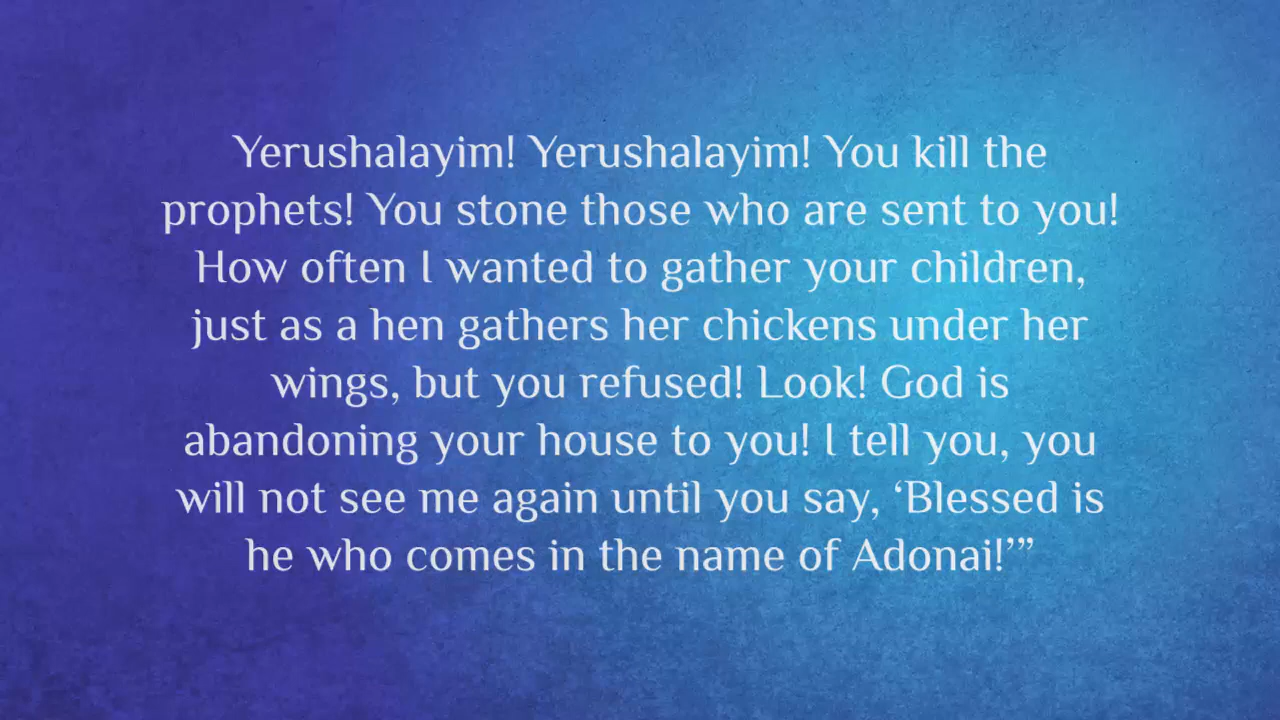 Yerushalayim! Yerushalayim! You kill the
prophets! You stone those who are sent to you!
How often I wanted to gather your children,
just as a hen gathers her chickens under her
wings, but you refused! Look! God is
abandoning your house to you! I tell you, you
will not see me again until you say, ‘Blessed is
he who comes in the name of Adonai!’”